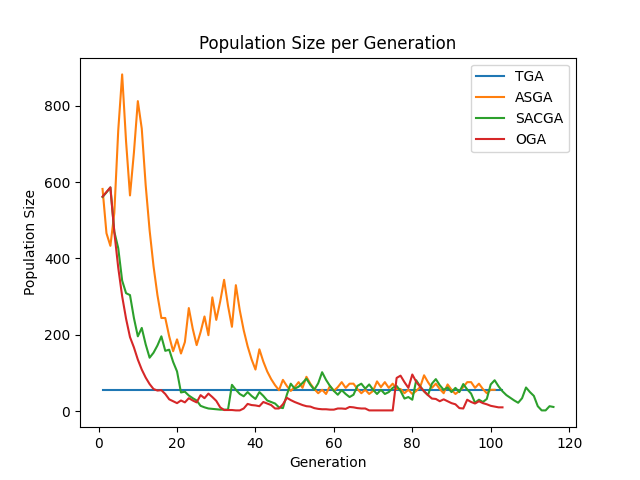 Population Size per Generation
TGA
ASGA
SACGA
OGA
Population Size
800
600
400
200
0
0 20 40 60 80 100 120
Generation